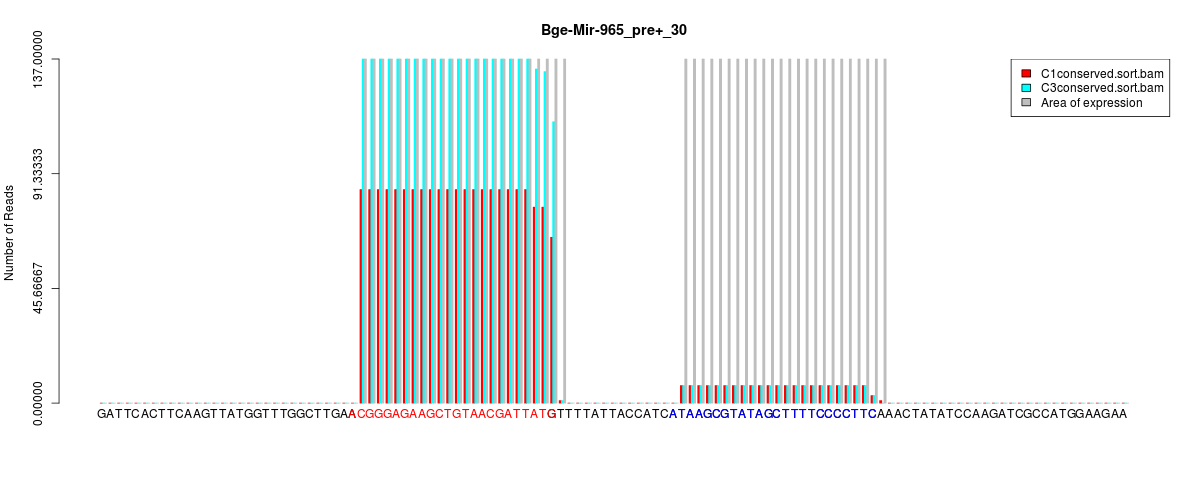 Bge-Mir-965_pre+_30
137.00000
91.33333
45.66667
0.00000
Number of Reads
C1conserved.sort.bam
C3conserved.sort.bam
Area of expression
GATTCACTTCAAGTTATGGTTTGGCTTGAACGGGAGAAGCTGTAACGATTATGTTTTATTACCATCATAAGCGTATAGCTTTTCCCCTTCAAACTATATCCAAGATCGCCATGGAAGAA